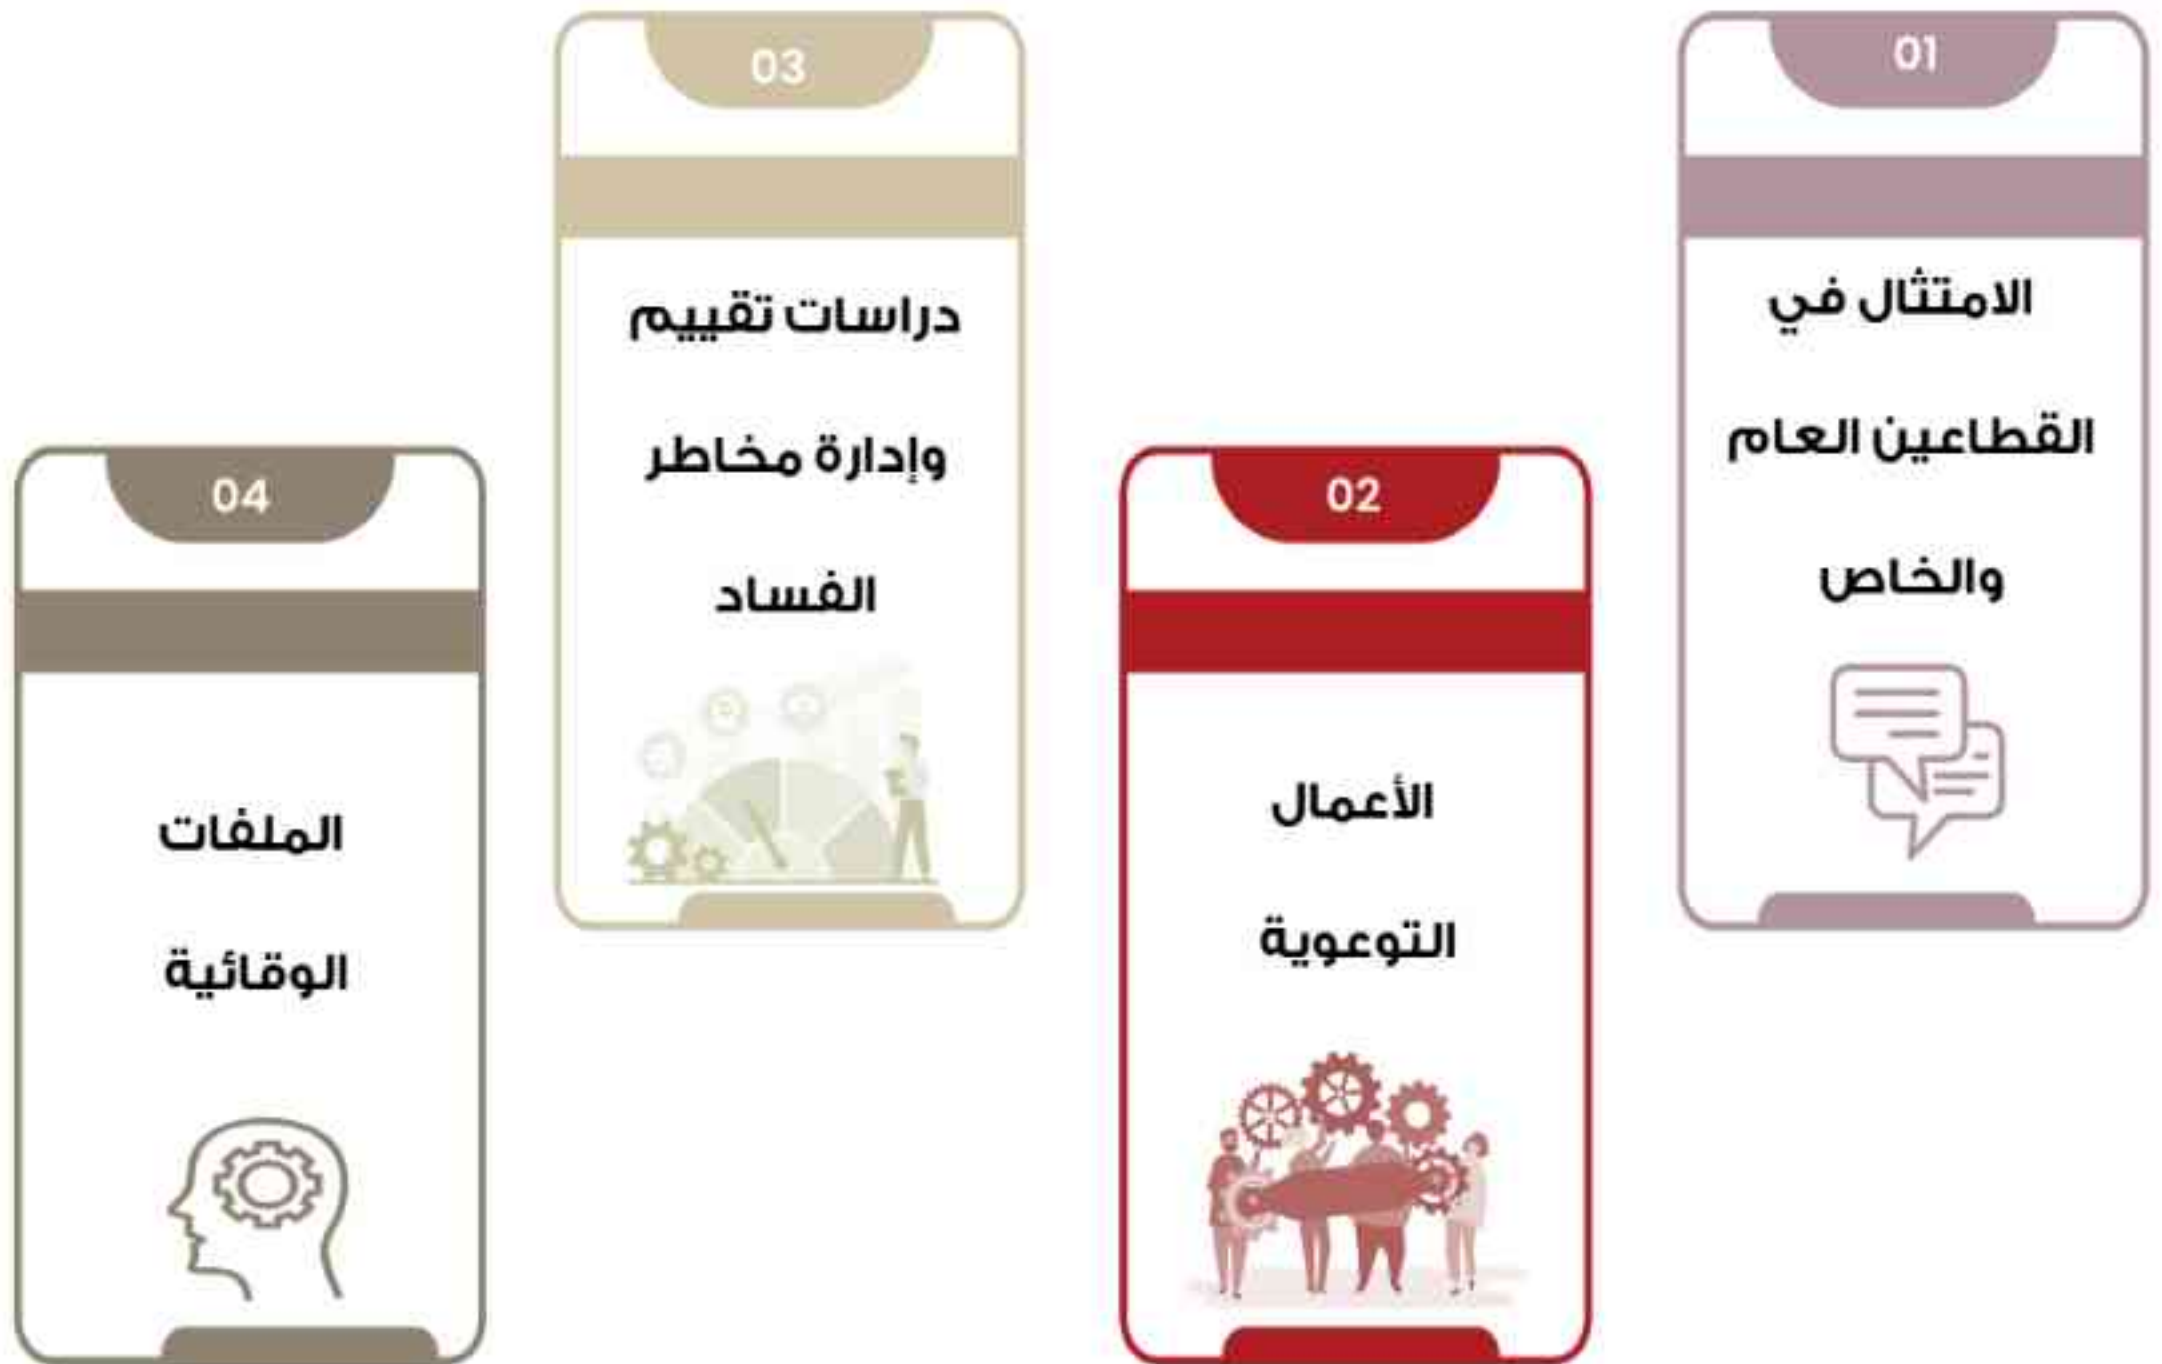 01
الامتثال في
القطاعين العام
والخاص
02
الأعمال
التوعوية
03
دراسات تقييم
وإدارة مخاطر
الفساد
04
الملفات
الوقائية